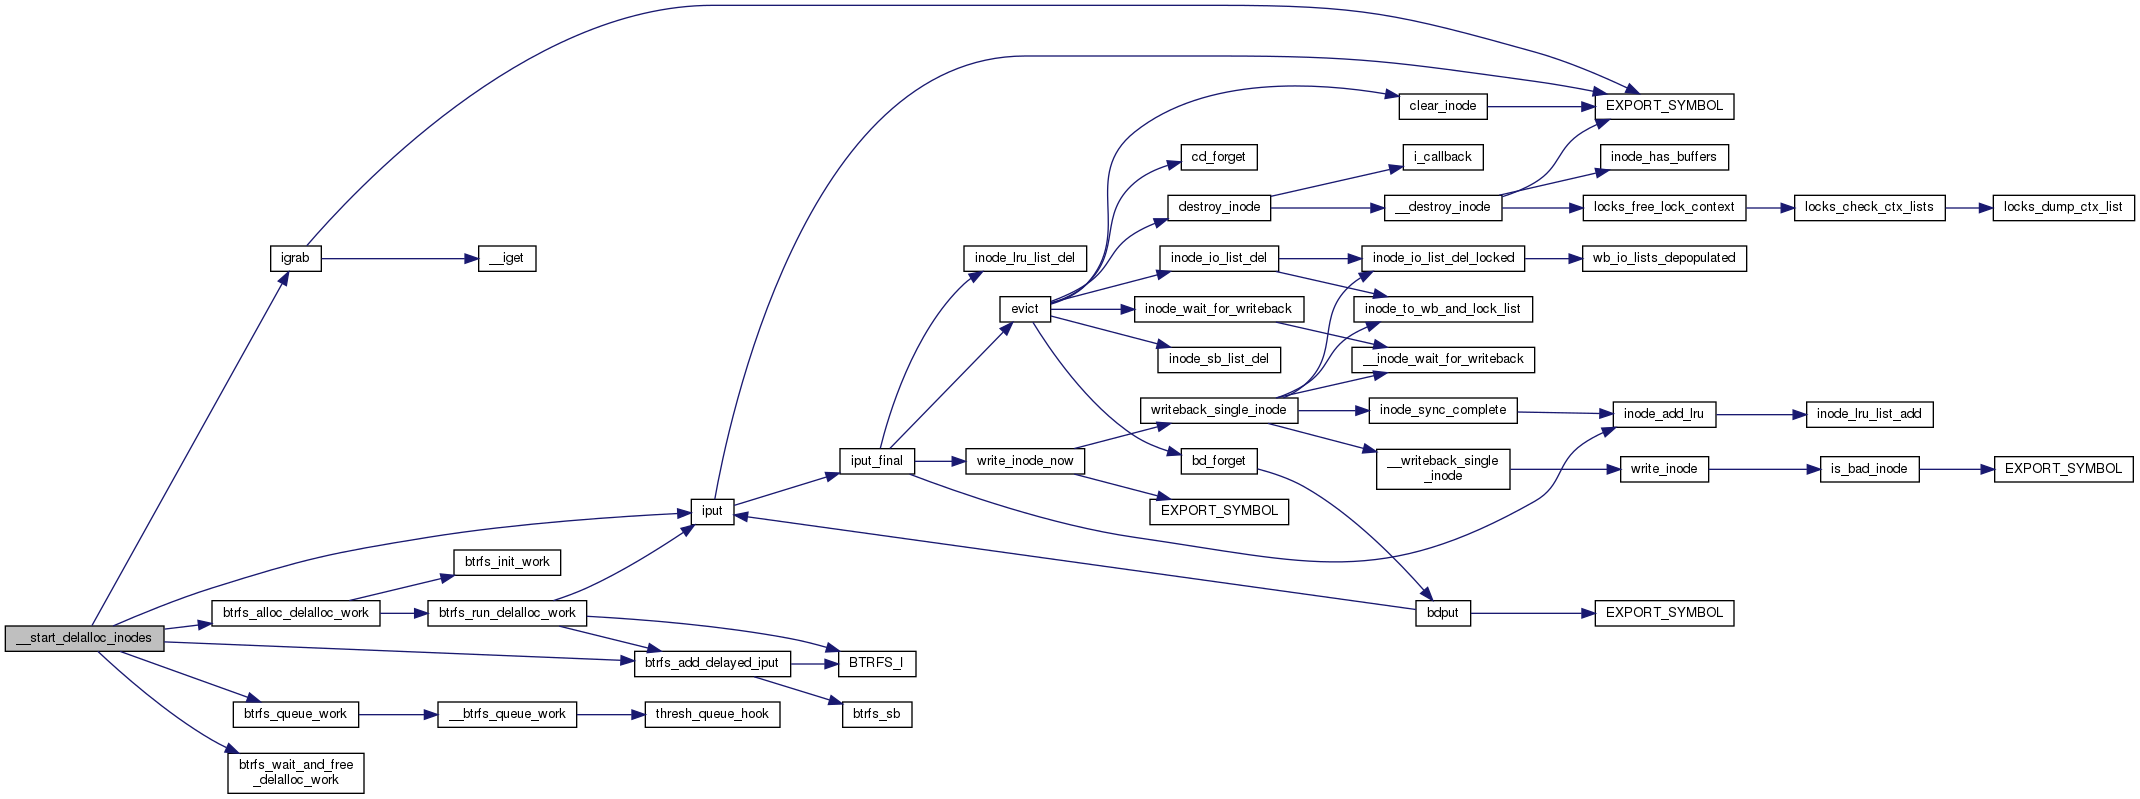 EXPORT_SYMBOL
clear_inode
cd_forget
i_callback
inode_has_buffers
destroy_inode
__destroy_inode
locks_free_lock_context
locks_check_ctx_lists
locks_dump_ctx_list
igrab
__iget
inode_lru_list_del
inode_io_list_del
inode_io_list_del_locked
wb_io_lists_depopulated
evict
inode_wait_for_writeback
inode_to_wb_and_lock_list
inode_sb_list_del
__inode_wait_for_writeback
writeback_single_inode
inode_sync_complete
inode_add_lru
inode_lru_list_add
iput_final
write_inode_now
bd_forget
__writeback_single
_inode
write_inode
is_bad_inode
EXPORT_SYMBOL
iput
EXPORT_SYMBOL
btrfs_init_work
btrfs_alloc_delalloc_work
btrfs_run_delalloc_work
bdput
EXPORT_SYMBOL
__start_delalloc_inodes
btrfs_add_delayed_iput
BTRFS_I
btrfs_queue_work
__btrfs_queue_work
thresh_queue_hook
btrfs_sb
btrfs_wait_and_free
_delalloc_work